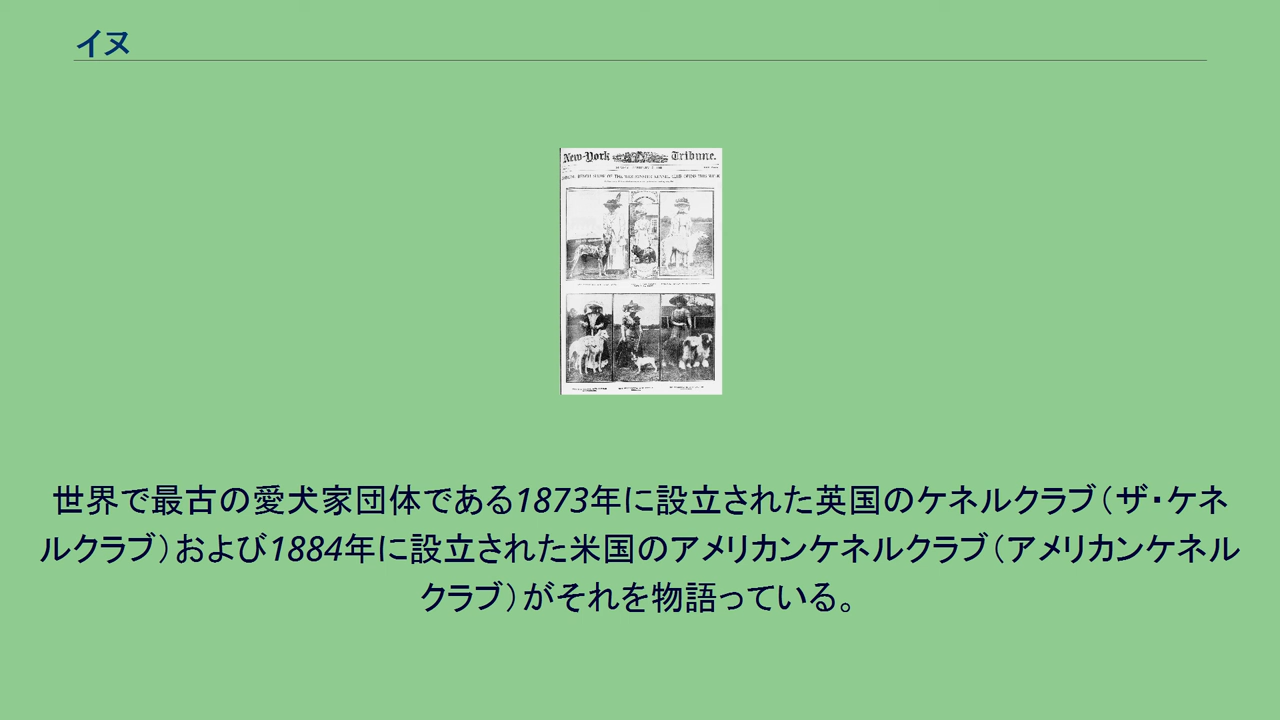 イヌ
New-York Tribune.
世界で最古の愛犬家団体である1873年に設立された英国のケネルクラブ（ザ・ケネ
ルクラブ）および1884年に設立された米国のアメリカンケネルクラブ（アメリカンケネル
クラブ）がそれを物語っている。